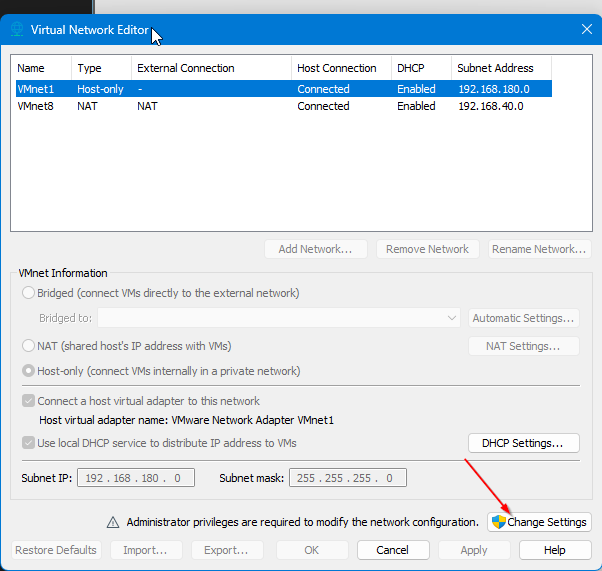 Virtual Network Editor
Name Type External Connection Host Connection DHCP Subnet Address
VMnet1 Host-only - Connected Enabled 192.168.180.0
VMnet8 NAT NAT Connected Enabled 192.168.40.0
Add Network... Remove Network Rename Network...
VMnet Information
Bridged (connect VMs directly to the external network)
Bridged to: Automatic Settings...
NAT (shared host's IP address with VMs) NAT Settings...
Host-only (connect VMs internally in a private network)
Connect a host virtual adapter to this network
Host virtual adapter name: VMware Network Adapter VMnet1
Use local DHCP service to distribute IP address to VMs DHCP Settings...
Subnet IP: 192 . 168 . 180 . 0 Subnet mask: 255 . 255 . 255 . 0
Administrator privileges are required to modify the network configuration. Change Settings
Restore Defaults Import... Export... OK Cancel Apply Help